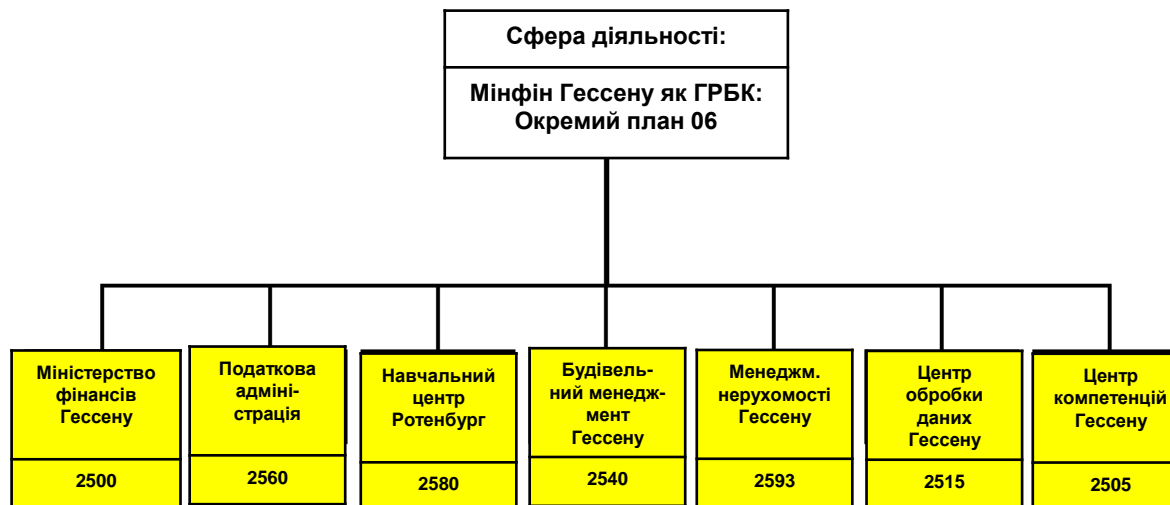 Сфера діяльності:
Мінфін Гессену як ГРБК:
Окремий план 06
Міністерство
фінансів
Гессену
2500
Податкова
адміні-
страція
2560
Навчальний
центр
Ротенбург
2580
Будівель-
ний менедж-
мент
Гессену
2540
Менеджм.
нерухомості
Гессену
2593
Центр
обробки
даних
Гессену
2515
Центр
компетенцій
Гессену
2505